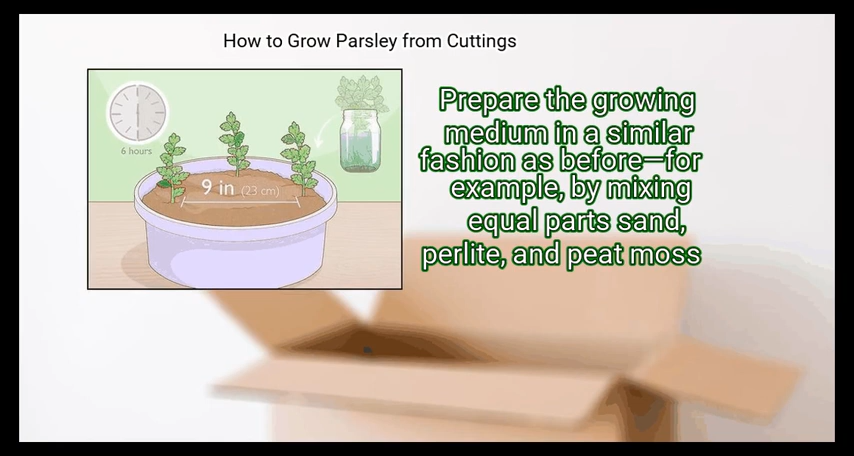 How to Grow Parsley from Cuttings
6 hours
9 in (23 cm)
Prepare the growing
medium in a similar
fashion as before—for
example, by mixing
equal parts sand,
perlite, and peat moss